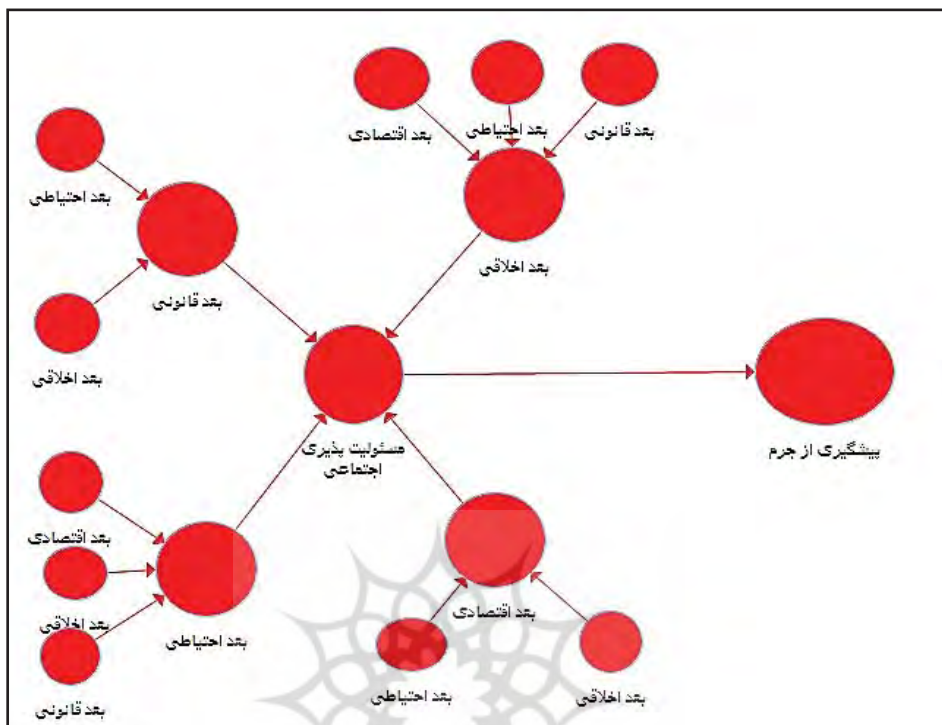 بعد اقتصادی
بعد احتیاطی
بعد قانونی
بعد احتیاطی
بعد اخلاقی
بعد قانونی
بعد اخلاقی
مسئولیت پذیری
اجتماعی
پیشگیری از جرم
بعد اقتصادی
بعد اخلاقی
بعد قانونی
بعد احتیاطی
بعد اقتصادی
بعد احتیاطی
بعد اخلاقی